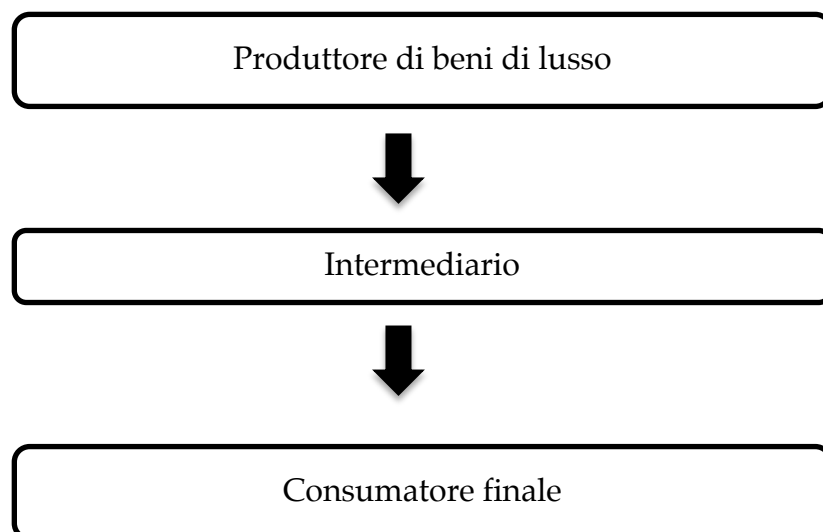 Produttore di beni di lusso
Intermediario
Consumatore finale